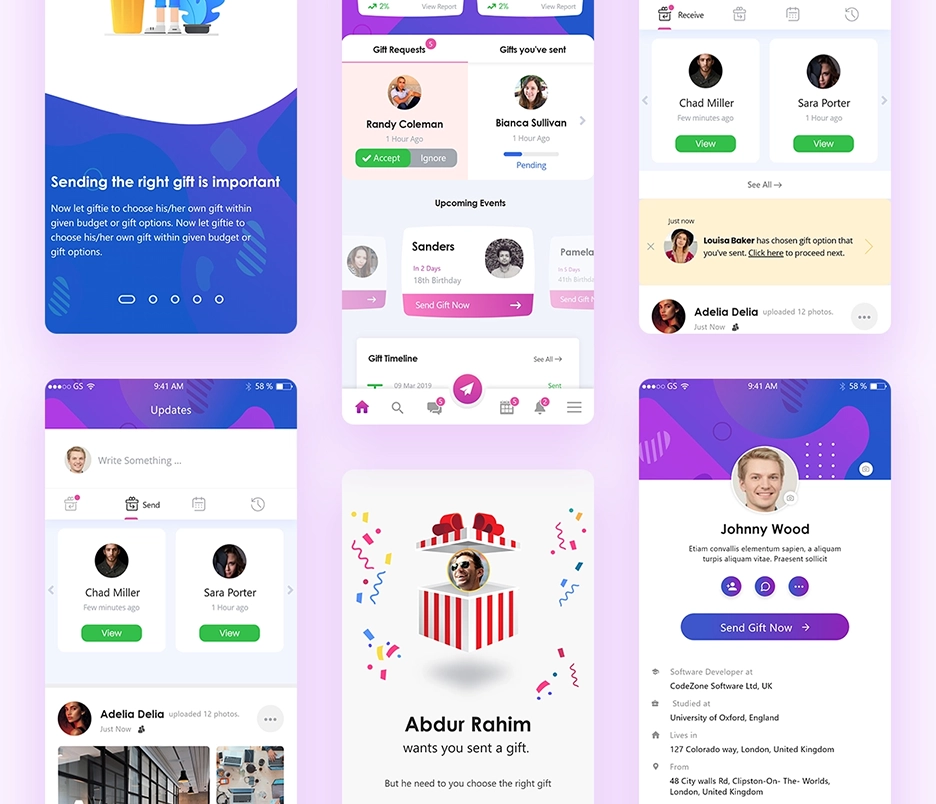 Sending the right gift is important
Now let giftie to choose his/her own gift within
given budget or gift options. Now let giftie to
choose his/her own gift within given budget or
gift options.
GS
9:41 AM
58 %
Updates
Write Something ...
Send
Chad Miller
Few minutes ago
View
Sara Porter
1 Hour ago
View
Adelia Delia uploaded 12 photos.
Just Now
2%
View Report
2%
View Report
Gift Requests
5
Gifts you've sent
Randy Coleman
1 Hour Ago
Accept
Ignore
Bianca Sullivan
1 Hour Ago
Pending
Upcoming Events
Sanders
In 2 Days
18th Birthday
Send Gift Now
Pamela
In 5 Days
41th Birthd
Send Gift N
Gift Timeline
See All
09 Mar 2019
Sent
5
5
2
Abdur Rahim
wants you sent a gift.
But he need to you choose the right gift
Receive
Chad Miller
Few minutes ago
View
Sara Porter
1 Hour ago
View
See All
Just now
Louisa Baker has chosen gift option that
you've sent. Click here to proceed next.
Adelia Delia uploaded 12 photos.
Just Now
GS
9:41 AM
58 %
Johnny Wood
Etiam convallis elementum sapien, a aliquam
turpis aliquam vitae. Praesent sollicit
Send Gift Now
Software Developer at
CodeZone Software Ltd, UK
Studied at
University of Oxford, England
Lives in
127 Colorado way, London, United Kingdom
From
48 City walls Rd, Clipston-On- The- Worlds,
London, United Kingdom